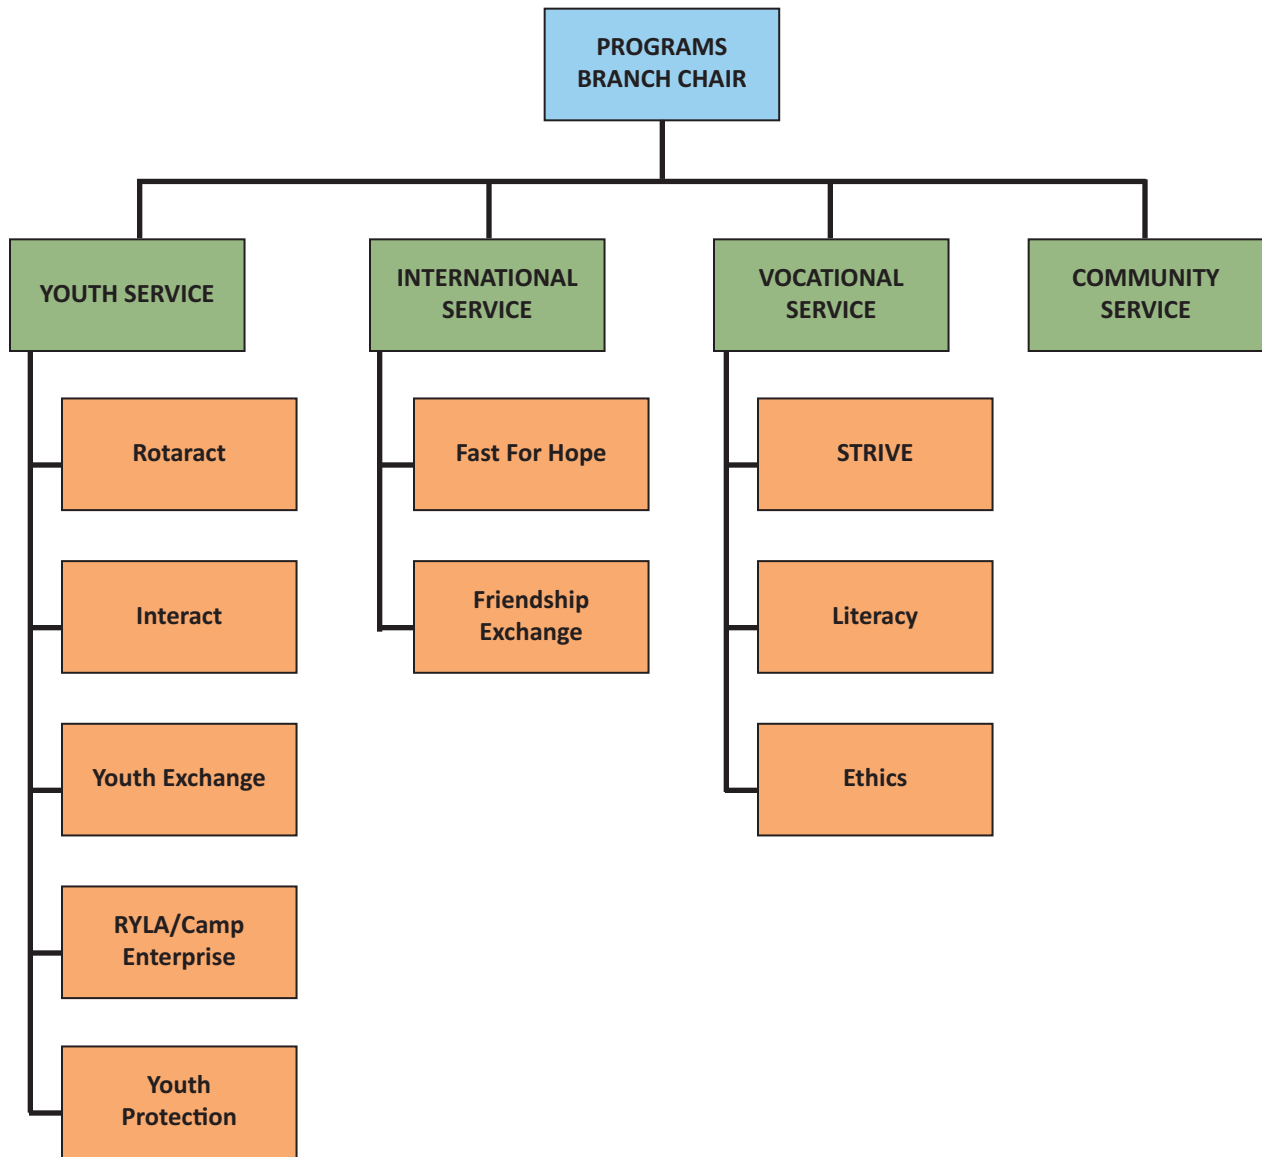 PROGRAMS
BRANCH CHAIR
YOUTH SERVICE
INTERNATIONAL
SERVICE
VOCATIONAL
SERVICE
COMMUNITY
SERVICE
Rotaract
Interact
Youth Exchange
RYLA/Camp
Enterprise
Youth
Protection
Fast For Hope
Friendship
Exchange
STRIVE
Literacy
Ethics